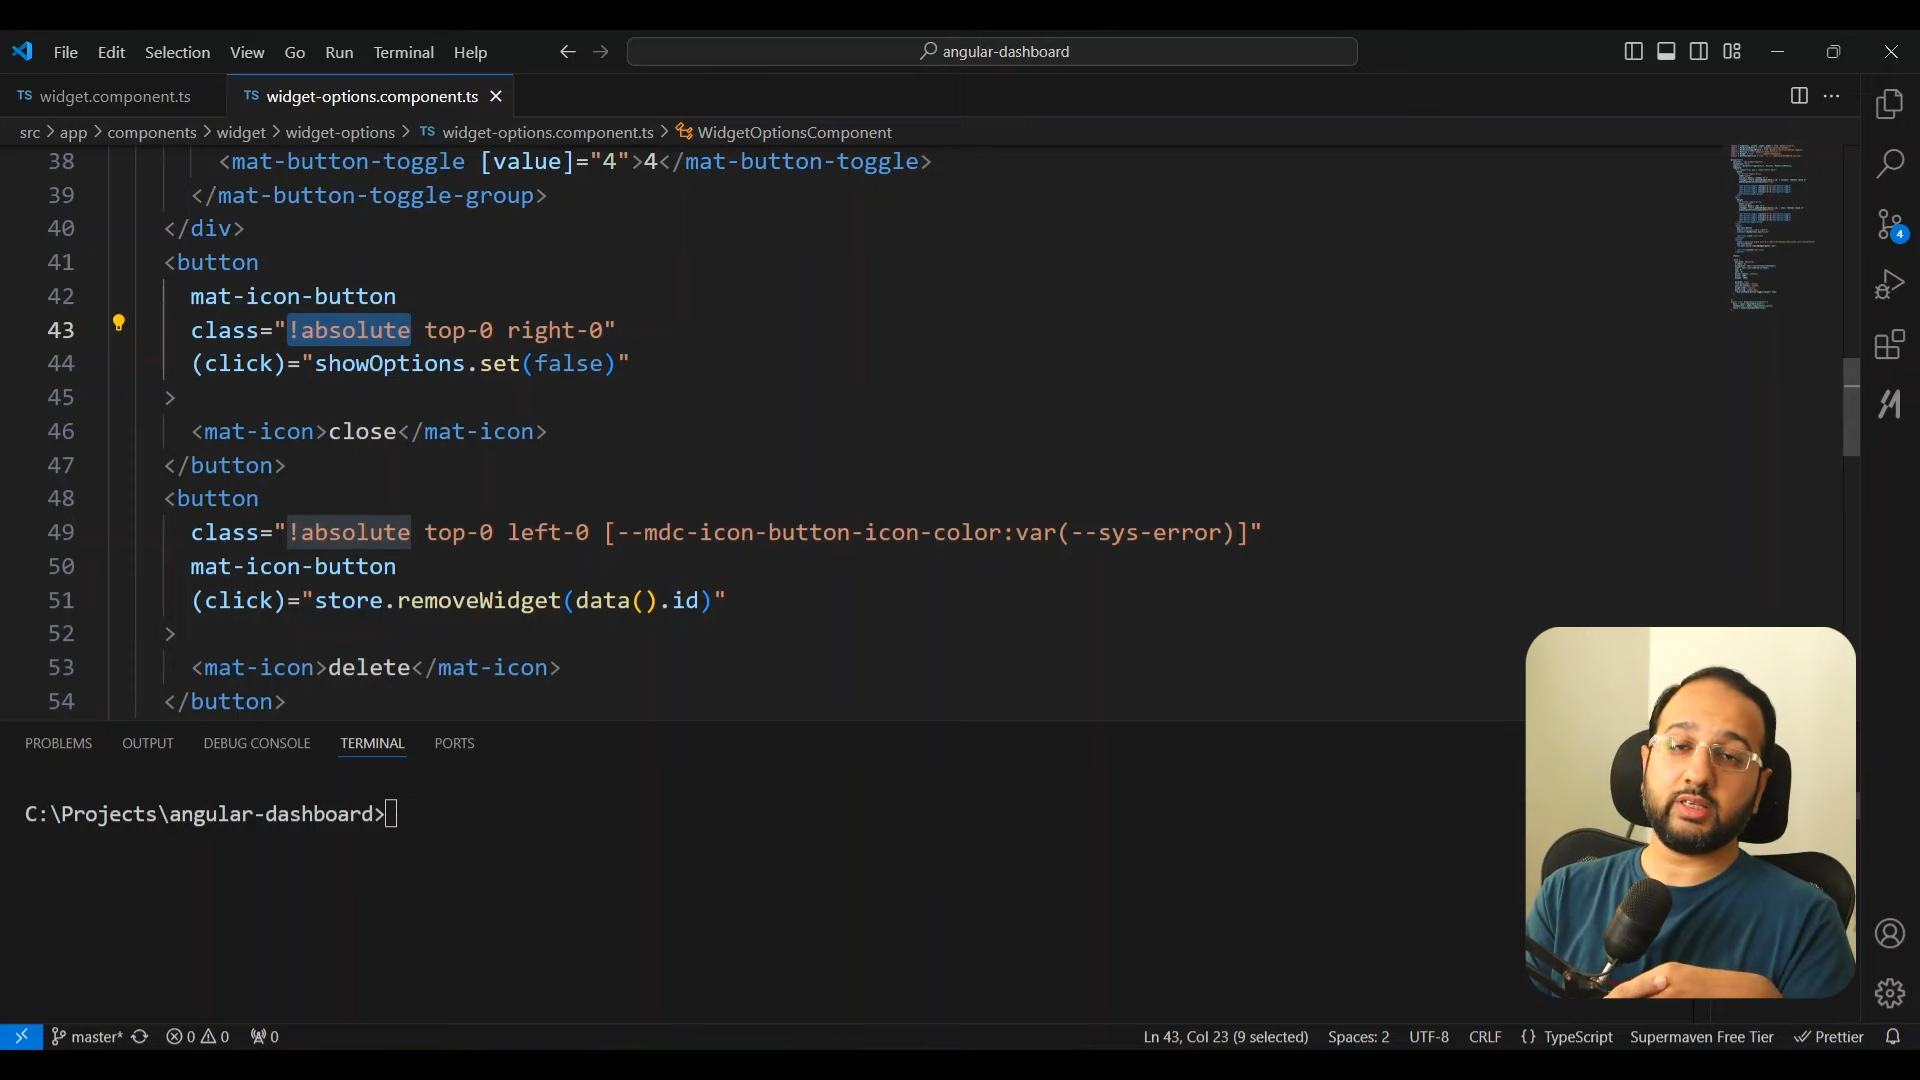 File Edit Selection View Go Run Terminal Help
angular-dashboard
TS widget.component.ts
TS widget-options.component.ts
src > app > components > widget > widget-options > TS widget-options.component.ts > WidgetOptionsComponent
38 <mat-button-toggle [value]="4">4</mat-button-toggle>
39 </mat-button-toggle-group>
40 </div>
41 <button
42 mat-icon-button
43 class="!absolute top-0 right-0"
44 (click)="showOptions.set(false)"
45 >
46 <mat-icon>close</mat-icon>
47 </button>
48 <button
49 class="!absolute top-0 left-0 [--mdc-icon-button-icon-color:var(--sys-error)]"
50 mat-icon-button
51 (click)="store.removeWidget(data().id)"
52 >
53 <mat-icon>delete</mat-icon>
54 </button>
4
PROBLEMS OUTPUT DEBUG CONSOLE TERMINAL PORTS
C:\Projects\angular-dashboard>
master* 0 0 0 Ln 43, Col 23 (9 selected) Spaces: 2 UTF-8 CRLF {} TypeScript Supermaven Free Tier Prettier